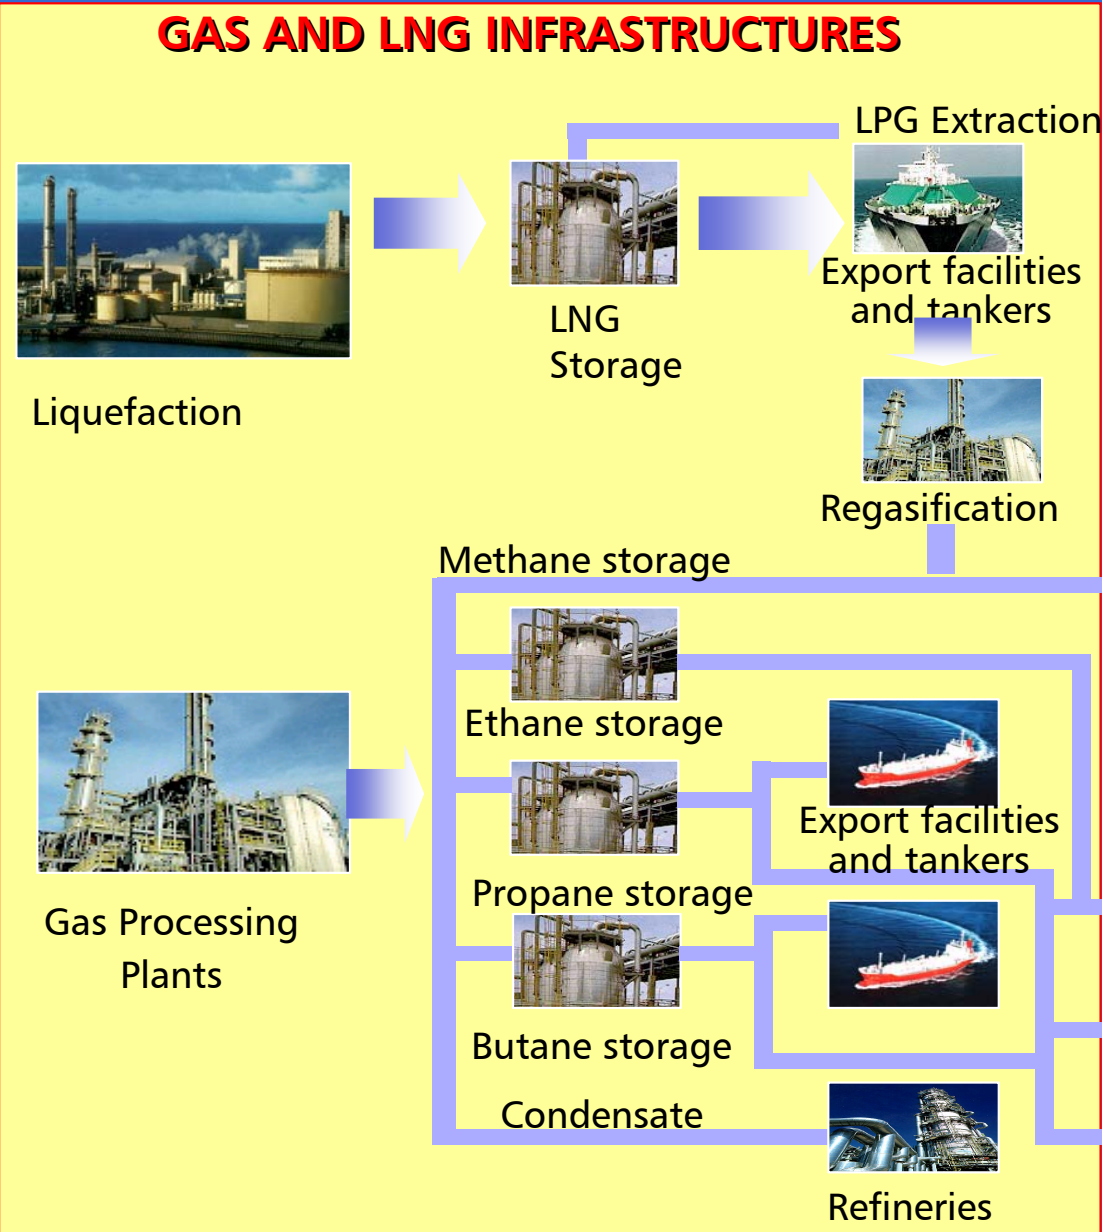 GAS AND LNG INFRASTRUCTURES
LPG Extraction
Export facilities
and tankers
LNG
Storage
Liquefaction
Regasification
Methane storage
Ethane storage
Export facilities
and tankers
Propane storage
Gas Processing
Plants
Butane storage
Condensate
Refineries